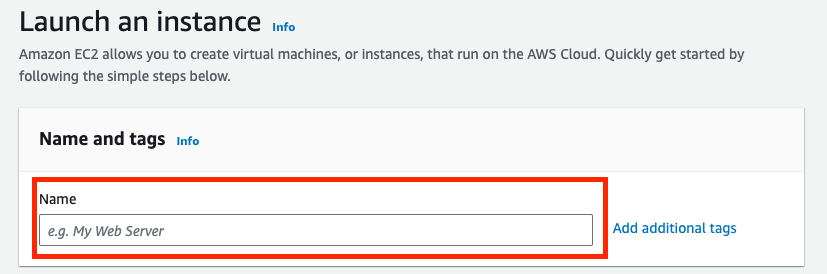 Launch an instance Info
Amazon EC2 allows you to create virtual machines, or instances, that run on the AWS Cloud. Quickly get started by
following the simple steps below.
Name and tags Info
Name
e.g. My Web Server
Add additional tags